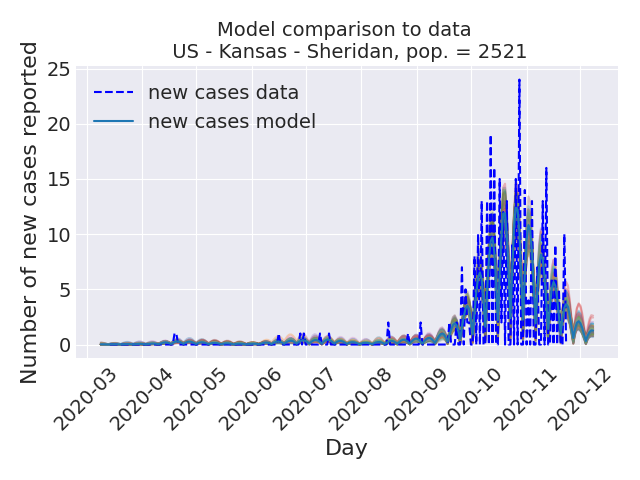 Model comparison to data
US - Kansas - Sheridan, pop. = 2521
Number of new cases reported
25
20
15
10
5
0
new cases data
new cases model
2020-03
2020-04
2020-05
2020-06
2020-07
2020-08
2020-09
2020-10
2020-11
2020-12
Day